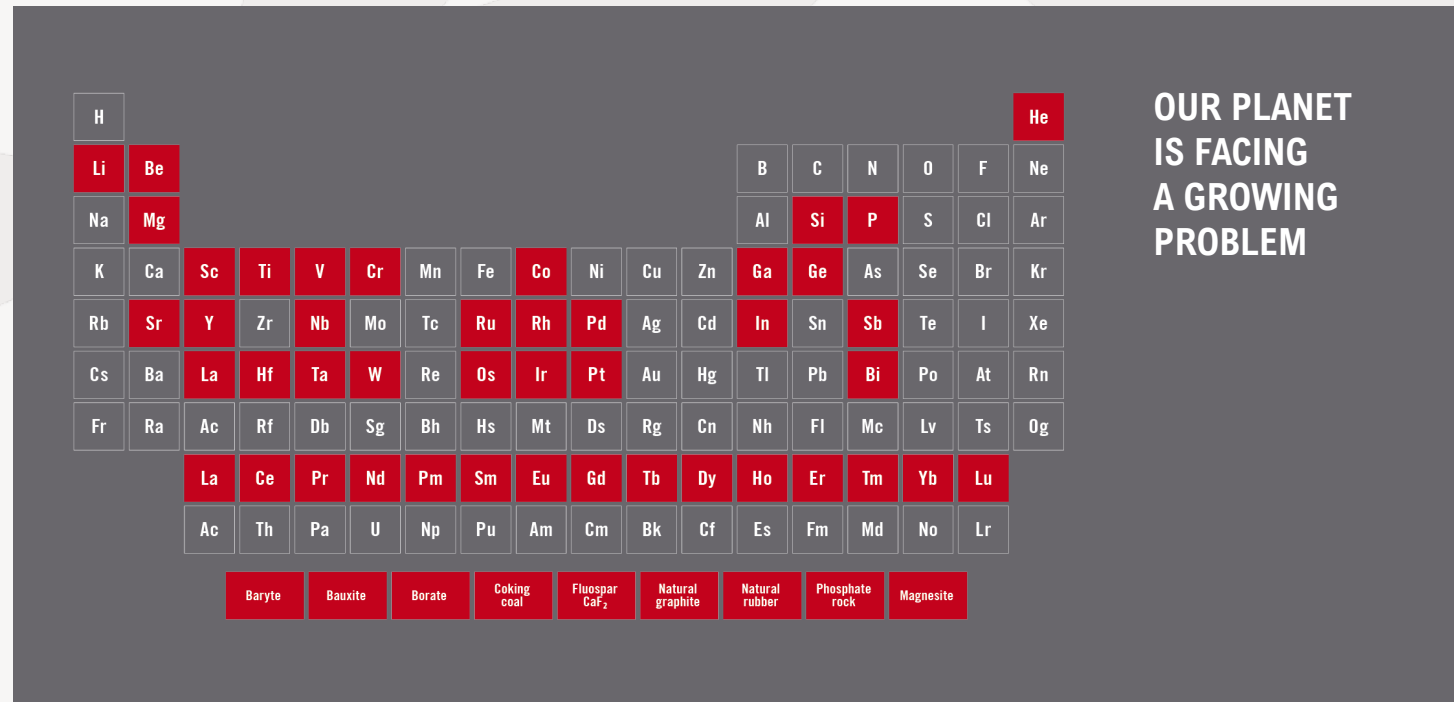 OUR PLANET
IS FACING
A GROWING
PROBLEM
H He
Li Be B C N O F Ne
Na Mg Al Si P S Cl Ar
K Ca Sc Ti V Cr Mn Fe Co Ni Cu Zn Ga Ge As Se Br Kr
Rb Sr Y Zr Nb Mo Tc Ru Rh Pd Ag Cd In Sn Sb Te I Xe
Cs Ba La Hf Ta W Re Os Ir Pt Au Hg Tl Pb Bi Po At Rn
Fr Ra Ac Rf Db Sg Bh Hs Mt Ds Rg Cn Nh Fl Mc Lv Ts Og
La Ce Pr Nd Pm Sm Eu Gd Tb Dy Ho Er Tm Yb Lu
Ac Th Pa U Np Pu Am Cm Bk Cf Es Fm Md No Lr
Baryte
Bauxite
Borate
Coking
coal
Fluospar
CaF₂
Natural
graphite
Natural
rubber
Phosphate
rock
Magnesite